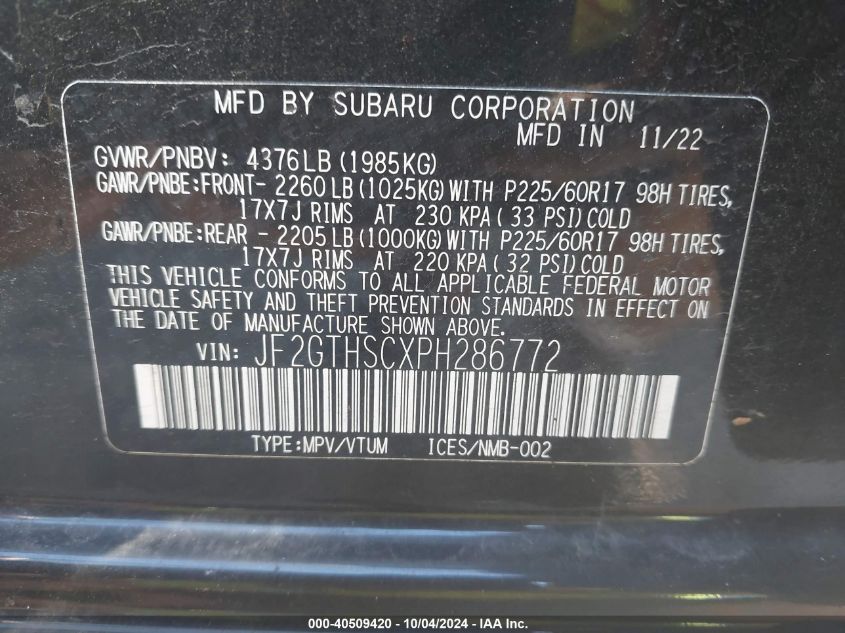 MFD BY SUBARU CORPORATION
MFD IN 11/22
GVWR/PNBV: 4376LB (1985KG)
GAWR/PNBE:FRONT- 2260 LB (1025KG) WITH P225/60R17 98H TIRES,
17X7J RIMS AT 230 KPA ( 33 PSI) COLD
GAWR/PNBE:REAR - 2205 LB (1000KG) WITH P225/60R17 98H TIRES,
17X7J RIMS AT 220 KPA ( 32 PSI) COLD
THIS VEHICLE CONFORMS TO ALL APPLICABLE FEDERAL MOTOR
VEHICLE SAFETY AND THEFT PREVENTION STANDARDS IN EFFECT ON
THE DATE OF MANUFACTURE SHOWN ABOVE.
VIN: JF2GTHSCXPH286772
TYPE:MPV/VTUM ICES/NMB-002
000-40509420 - 10/04/2024 - IAA Inc.